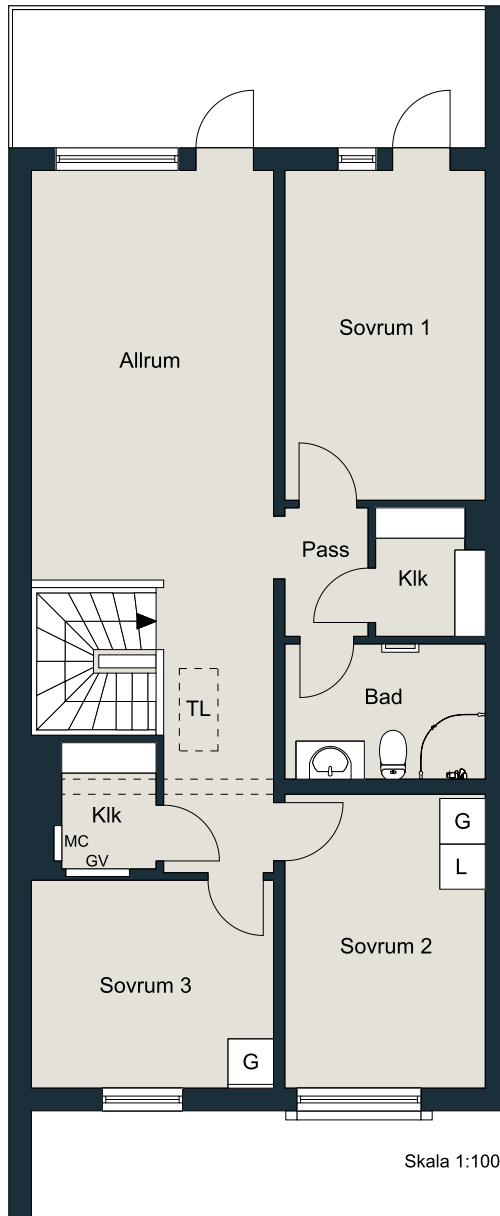 Sovrum 1
Allrum
Pass
Klk
Bad
TL
Klk
MC
GV
G
L
Sovrum 2
Sovrum 3
G
Skala 1:100